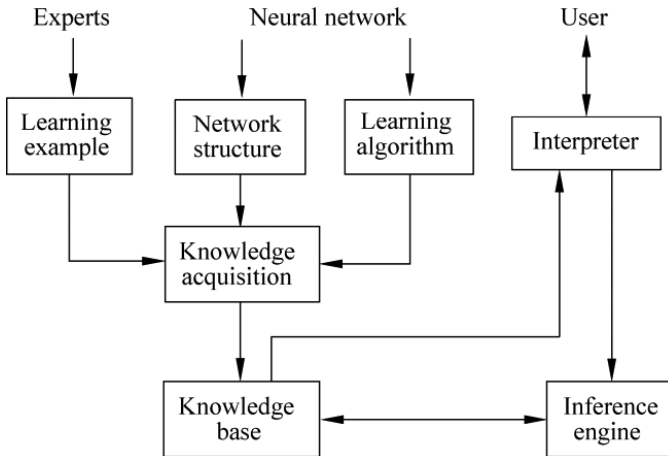 Experts
Neural network
User
Learning
example
Network
structure
Learning
algorithm
Interpreter
Knowledge
acquisition
Knowledge
base
Inference
engine